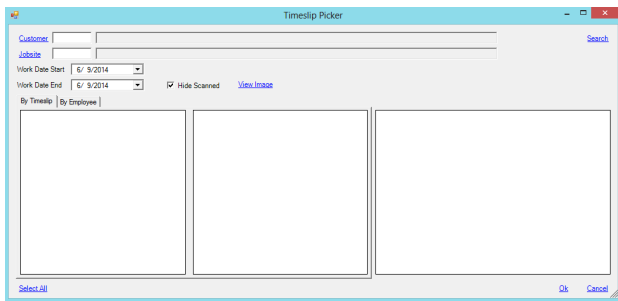 Timeslip Picker
Customer Search
Jobsite
Work Date Start 6/ 9/2014
Work Date End 6/ 9/2014 Hide Scanned View Image
By Timeslip By Employee
Select All Ok Cancel